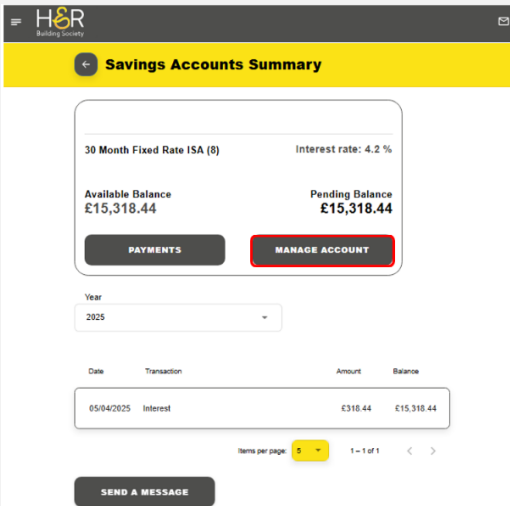 H&R
Building Society
Savings Accounts Summary
30 Month Fixed Rate ISA (8) Interest rate: 4.2 %
Available Balance Pending Balance
£15,318.44 £15,318.44
PAYMENTS MANAGE ACCOUNT
Year
2025
Date Transaction Amount Balance
05/04/2025 Interest £318.44 £15,318.44
Items per page: 5 1 – 1 of 1
SEND A MESSAGE